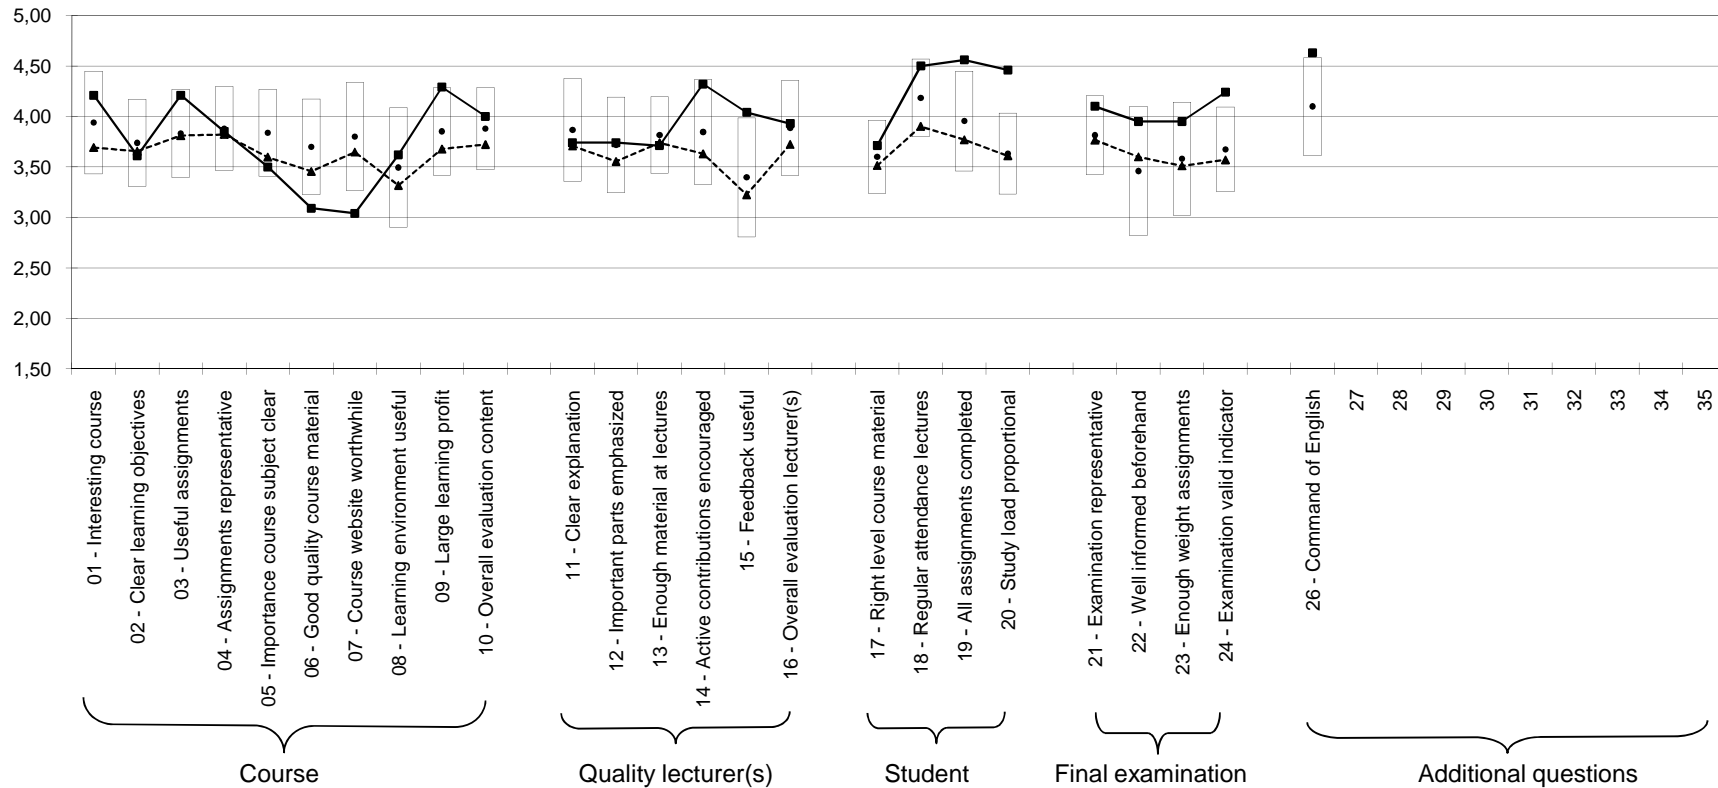 5,00
4,50
4,00
3,50
3,00
2,50
2,00
1,50
01 - Interesting course
02 - Clear learning objectives
03 - Useful assignments
04 - Assignments representative
05 - Importance course subject clear
06 - Good quality course material
07 - Course website worthwhile
08 - Learning environment useful
09 - Large learning profit
10 - Overall evaluation content
11 - Clear explanation
12 - Important parts emphasized
13 - Enough material at lectures
14 - Active contributions encouraged
15 - Feedback useful
16 - Overall evaluation lecturer(s)
17 - Right level course material
18 - Regular attendance lectures
19 - All assignments completed
20 - Study load proportional
21 - Examination representative
22 - Well informed beforehand
23 - Enough weight assignments
24 - Examination valid indicator
26 - Command of English
27
28
29
30
31
32
33
34
35
Course
Quality lecturer(s)
Student
Final examination
Additional questions